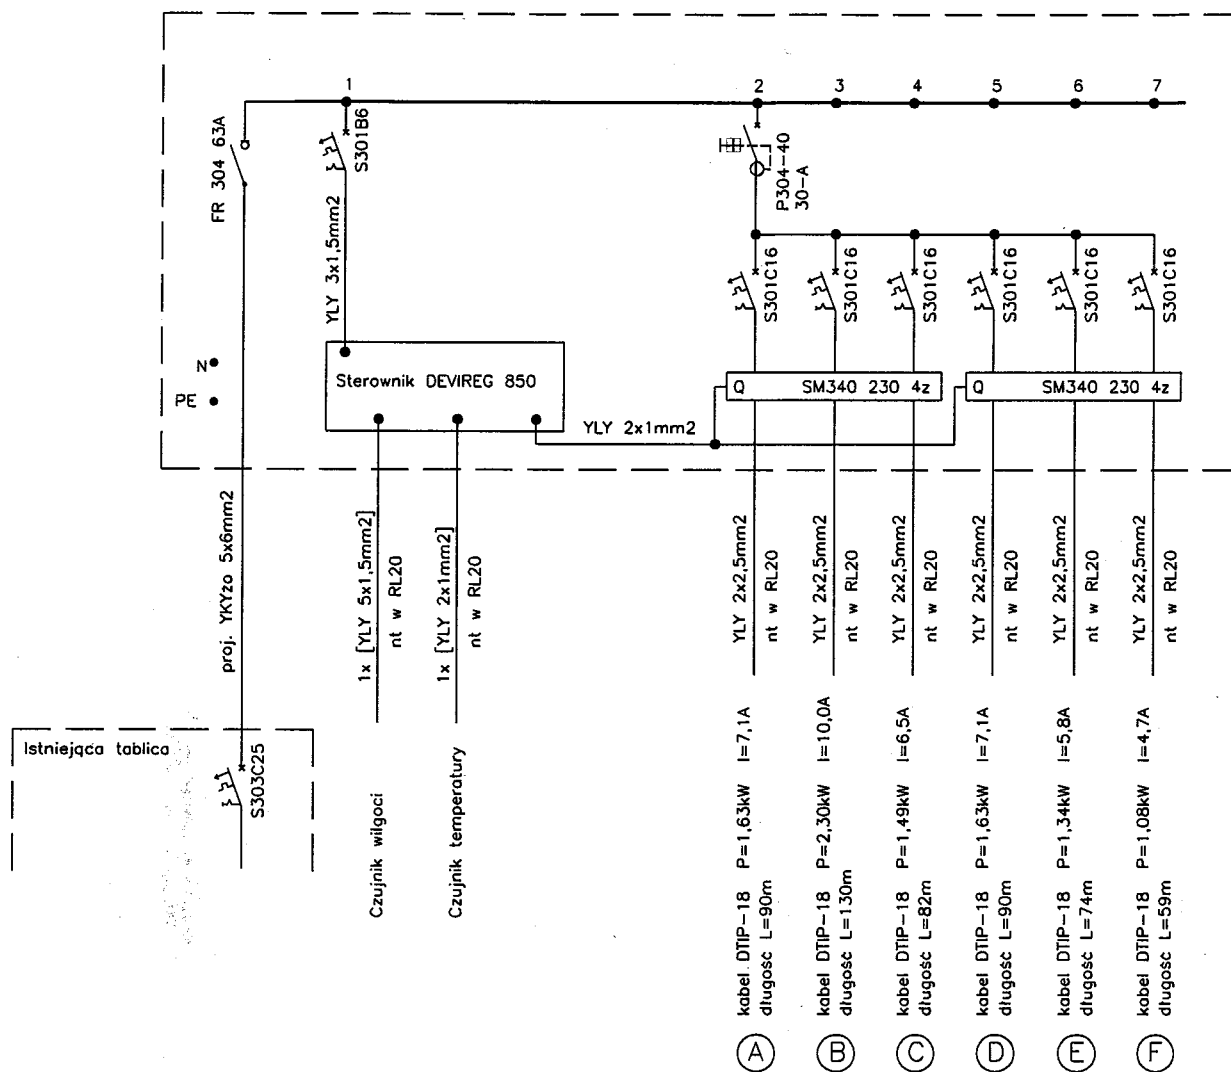 1
2
3
4
5
6
7
FR 304 63A
S301B6
P304-40
30-A
YLY 3x1,5mm2
S301C16
S301C16
S301C16
S301C16
S301C16
S301C16
N
PE
Sterownik DEVIREG 850
Q SM340 230 4z
Q SM340 230 4z
YLY 2x1mm2
proj. YKYżo 5x6mm2
1x [YLY 5x1,5mm2]
nt w RL20
1x [YLY 2x1mm2]
nt w RL20
YLY 2x2,5mm2
nt w RL20
YLY 2x2,5mm2
nt w RL20
YLY 2x2,5mm2
nt w RL20
YLY 2x2,5mm2
nt w RL20
YLY 2x2,5mm2
nt w RL20
YLY 2x2,5mm2
nt w RL20
Istniejąca tablica
S303C25
Czujnik wilgoci
Czujnik temperatury
kabel DTIP-18 P=1,63kW I=7,1A
długość L=90m
kabel DTIP-18 P=2,30kW I=10,0A
długość L=130m
kabel DTIP-18 P=1,49kW I=6,5A
długość L=82m
kabel DTIP-18 P=1,63kW I=7,1A
długość L=90m
kabel DTIP-18 P=1,34kW I=5,8A
długość L=74m
kabel DTIP-18 P=1,08kW I=4,7A
długość L=59m
A
B
C
D
E
F